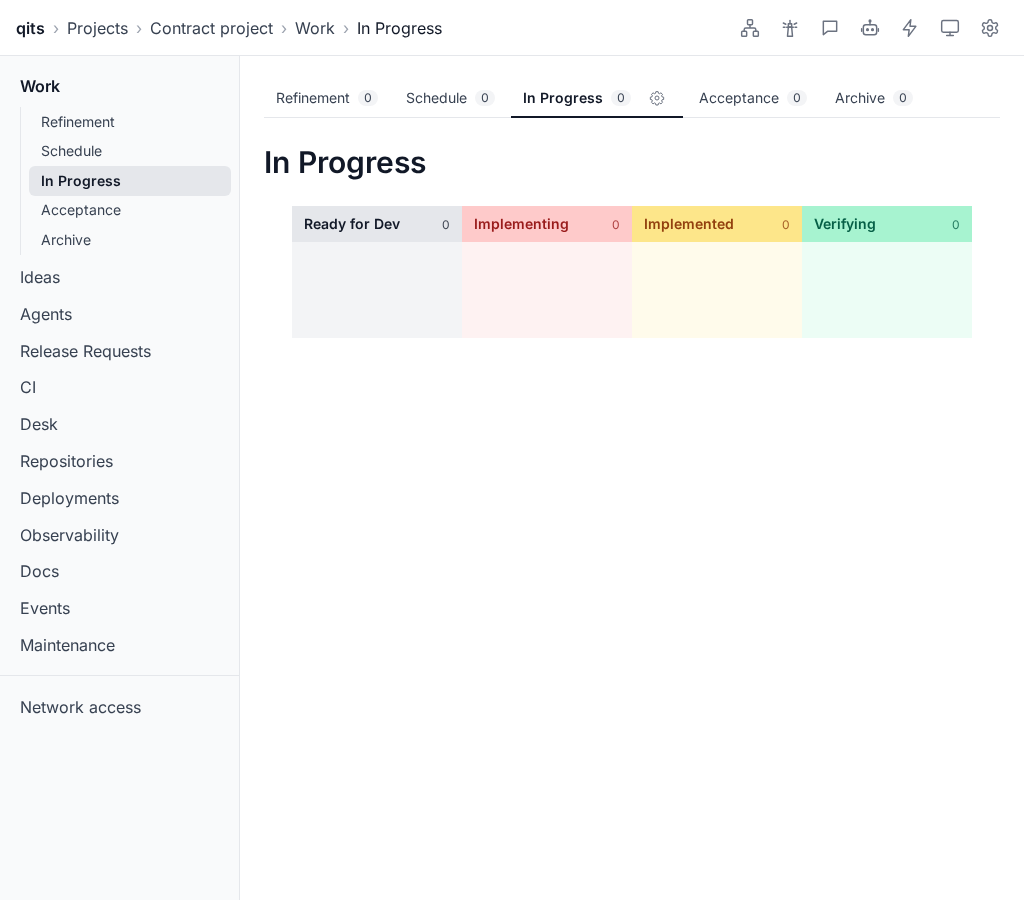 qits › Projects › Contract project › Work › In Progress
Work
Refinement
Schedule
In Progress
Acceptance
Archive
Ideas
Agents
Release Requests
CI
Desk
Repositories
Deployments
Observability
Docs
Events
Maintenance
Network access
Refinement 0 Schedule 0 In Progress 0 Acceptance 0 Archive 0
In Progress
Ready for Dev 0 Implementing 0 Implemented 0 Verifying 0